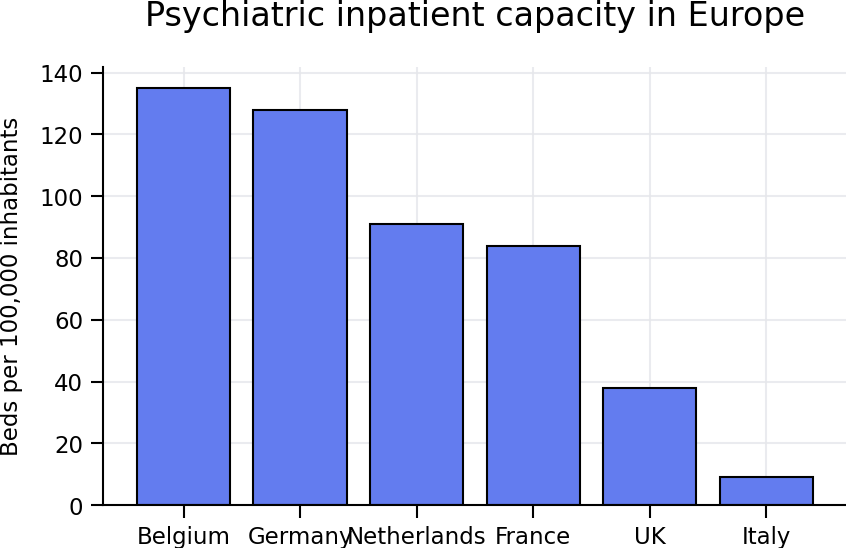 Psychiatric inpatient capacity in Europe
Beds per 100,000 inhabitants
140
120
100
80
60
40
20
0
Belgium Germany Netherlands France UK Italy